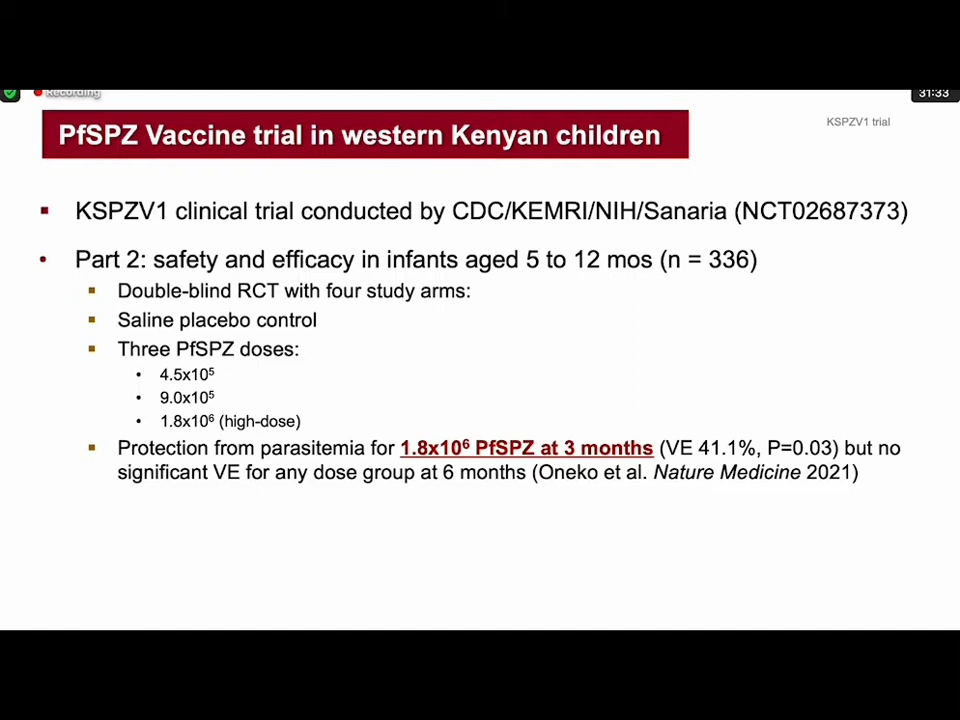 Recording
31:33
PfSPZ Vaccine trial in western Kenyan children
KSPZV1 trial
▪ KSPZV1 clinical trial conducted by CDC/KEMRI/NIH/Sanaria (NCT02687373)
• Part 2: safety and efficacy in infants aged 5 to 12 mos (n = 336)
▪ Double-blind RCT with four study arms:
▪ Saline placebo control
▪ Three PfSPZ doses:
• 4.5x10⁵
• 9.0x10⁵
• 1.8x10⁶ (high-dose)
▪ Protection from parasitemia for 1.8x10⁶ PfSPZ at 3 months (VE 41.1%, P=0.03) but no
significant VE for any dose group at 6 months (Oneko et al. Nature Medicine 2021)